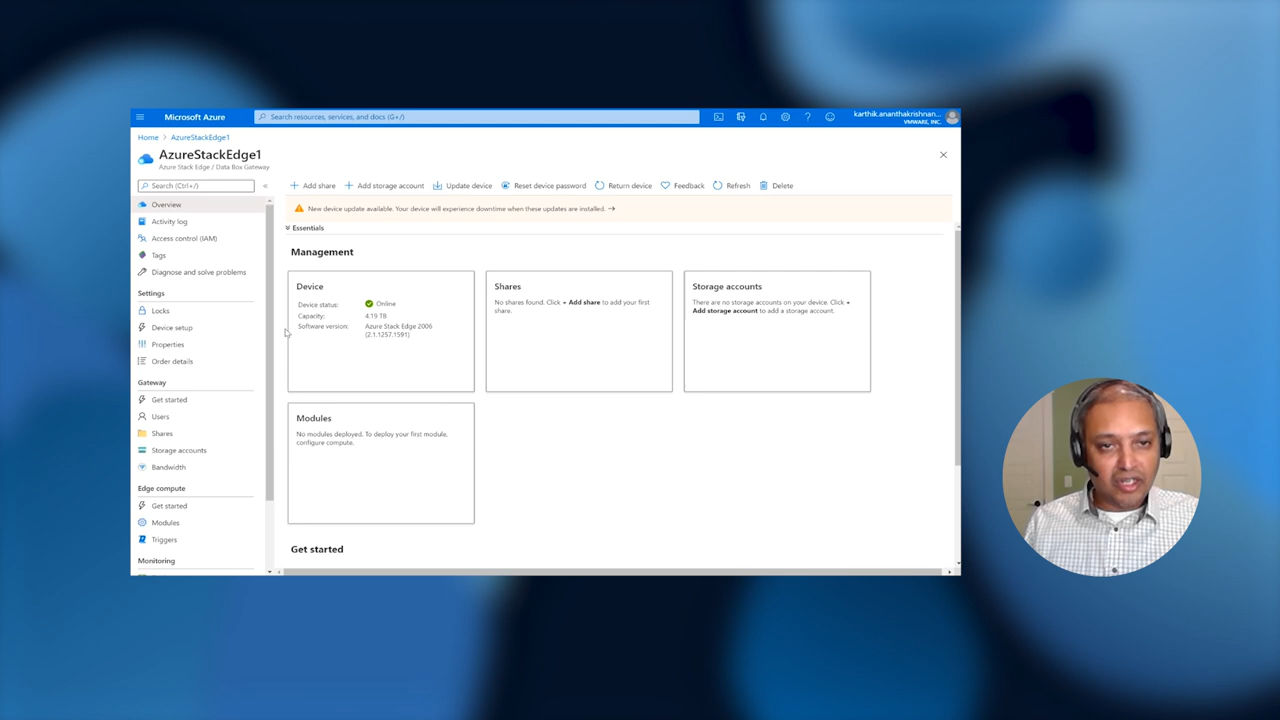 Microsoft Azure
Search resources, services, and docs (G+/)
karthik.ananthakrishnan...
VMWARE, INC.
Home > AzureStackEdge1
AzureStackEdge1
Azure Stack Edge / Data Box Gateway
Search (Ctrl+/)
Add share
Add storage account
Update device
Reset device password
Return device
Feedback
Refresh
Delete
Overview
Activity log
Access control (IAM)
Tags
Diagnose and solve problems
Settings
Locks
Device setup
Properties
Order details
Gateway
Get started
Users
Shares
Storage accounts
Bandwidth
Edge compute
Get started
Modules
Triggers
Monitoring
New device update available. Your device will experience downtime when these updates are installed. →
Essentials
Management
Device
Device status: Online
Capacity: 4.19 TB
Software version: Azure Stack Edge 2006
(2.1.1257.1591)
Shares
No shares found. Click + Add share to add your first
share.
Storage accounts
There are no storage accounts on your device. Click +
Add storage account to add a storage account.
Modules
No modules deployed. To deploy your first module,
configure compute.
Get started